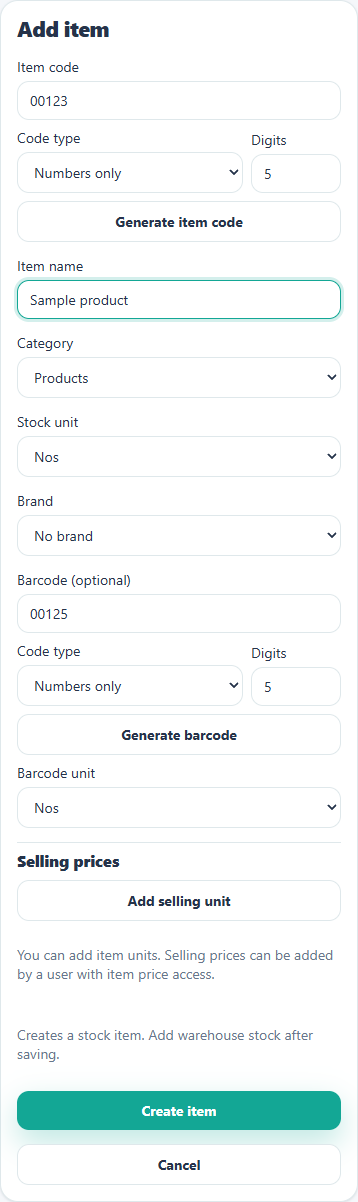 Add item
Item code
00123
Code type
Digits
Numbers only
5
Generate item code
Item name
Sample product
Category
Products
Stock unit
Nos
Brand
No brand
Barcode (optional)
00125
Code type
Digits
Numbers only
5
Generate barcode
Barcode unit
Nos
Selling prices
Add selling unit
You can add item units. Selling prices can be added
by a user with item price access.
Creates a stock item. Add warehouse stock after
saving.
Create item
Cancel